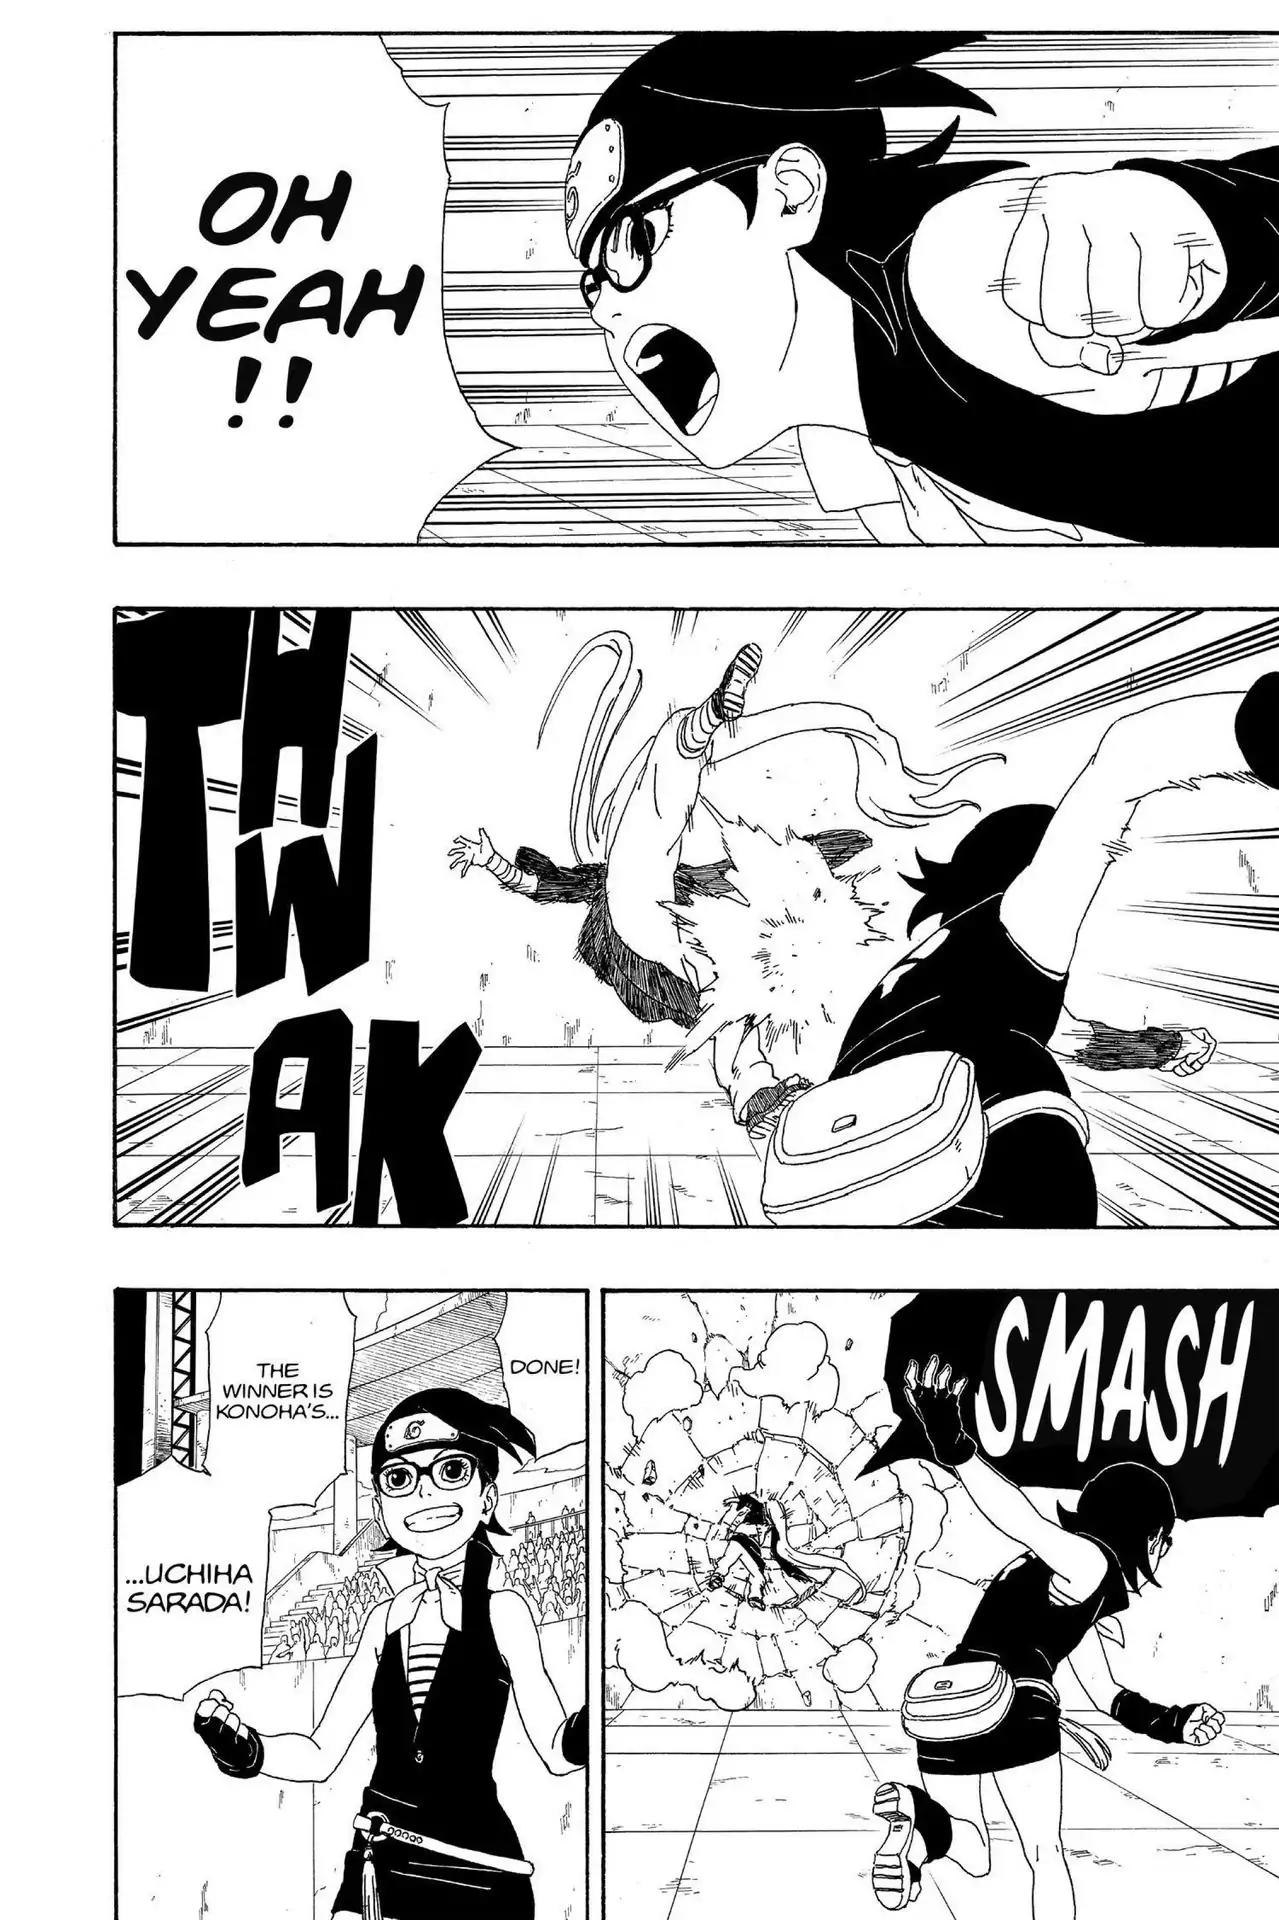 OH
YEAH
!!
THWAK
SMASH
DONE!
THE
WINNER IS
KONOHA'S...
...UCHIHA
SARADA!